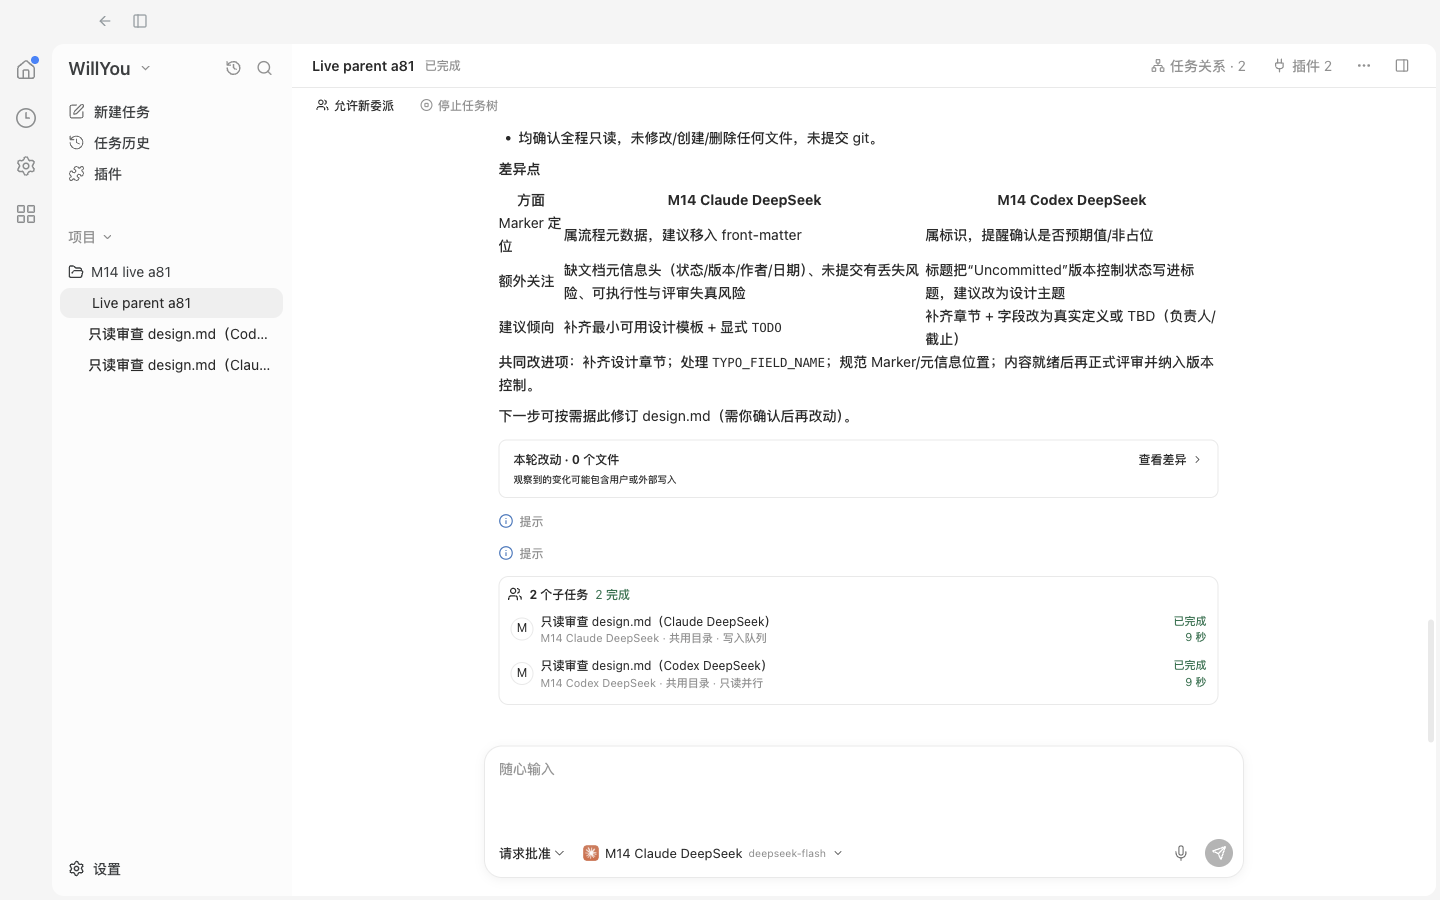 WillYou
新建任务
任务历史
插件
项目
M14 live a81
Live parent a81
只读审查 design.md（Cod...
只读审查 design.md（Clau...
设置
Live parent a81 已完成
任务关系 · 2 插件 2
允许新委派 停止任务树
• 均确认全程只读，未修改/创建/删除任何文件，未提交 git。
差异点
方面 M14 Claude DeepSeek M14 Codex DeepSeek
Marker 定
位
属流程元数据，建议移入 front-matter 属标识，提醒确认是否预期值/非占位
额外关注
缺文档元信息头（状态/版本/作者/日期）、未提交有丢失风
险、可执行性与评审失真风险
标题把“Uncommitted”版本控制状态写进标
题，建议改为设计主题
建议倾向 补齐最小可用设计模板 + 显式 TODO
补齐章节 + 字段改为真实定义或 TBD（负责人/
截止）
共同改进项：补齐设计章节；处理 TYPO_FIELD_NAME；规范 Marker/元信息位置；内容就绪后再正式评审并纳入版本
控制。
下一步可按需据此修订 design.md（需你确认后再改动）。
本轮改动 · 0 个文件 查看差异
观察到的变化可能包含用户或外部写入
提示
提示
2 个子任务 2 完成
M
只读审查 design.md（Claude DeepSeek） 已完成
M14 Claude DeepSeek · 共用目录 · 写入队列 9 秒
M
只读审查 design.md（Codex DeepSeek） 已完成
M14 Codex DeepSeek · 共用目录 · 只读并行 9 秒
随心输入
请求批准 M14 Claude DeepSeek deepseek-flash